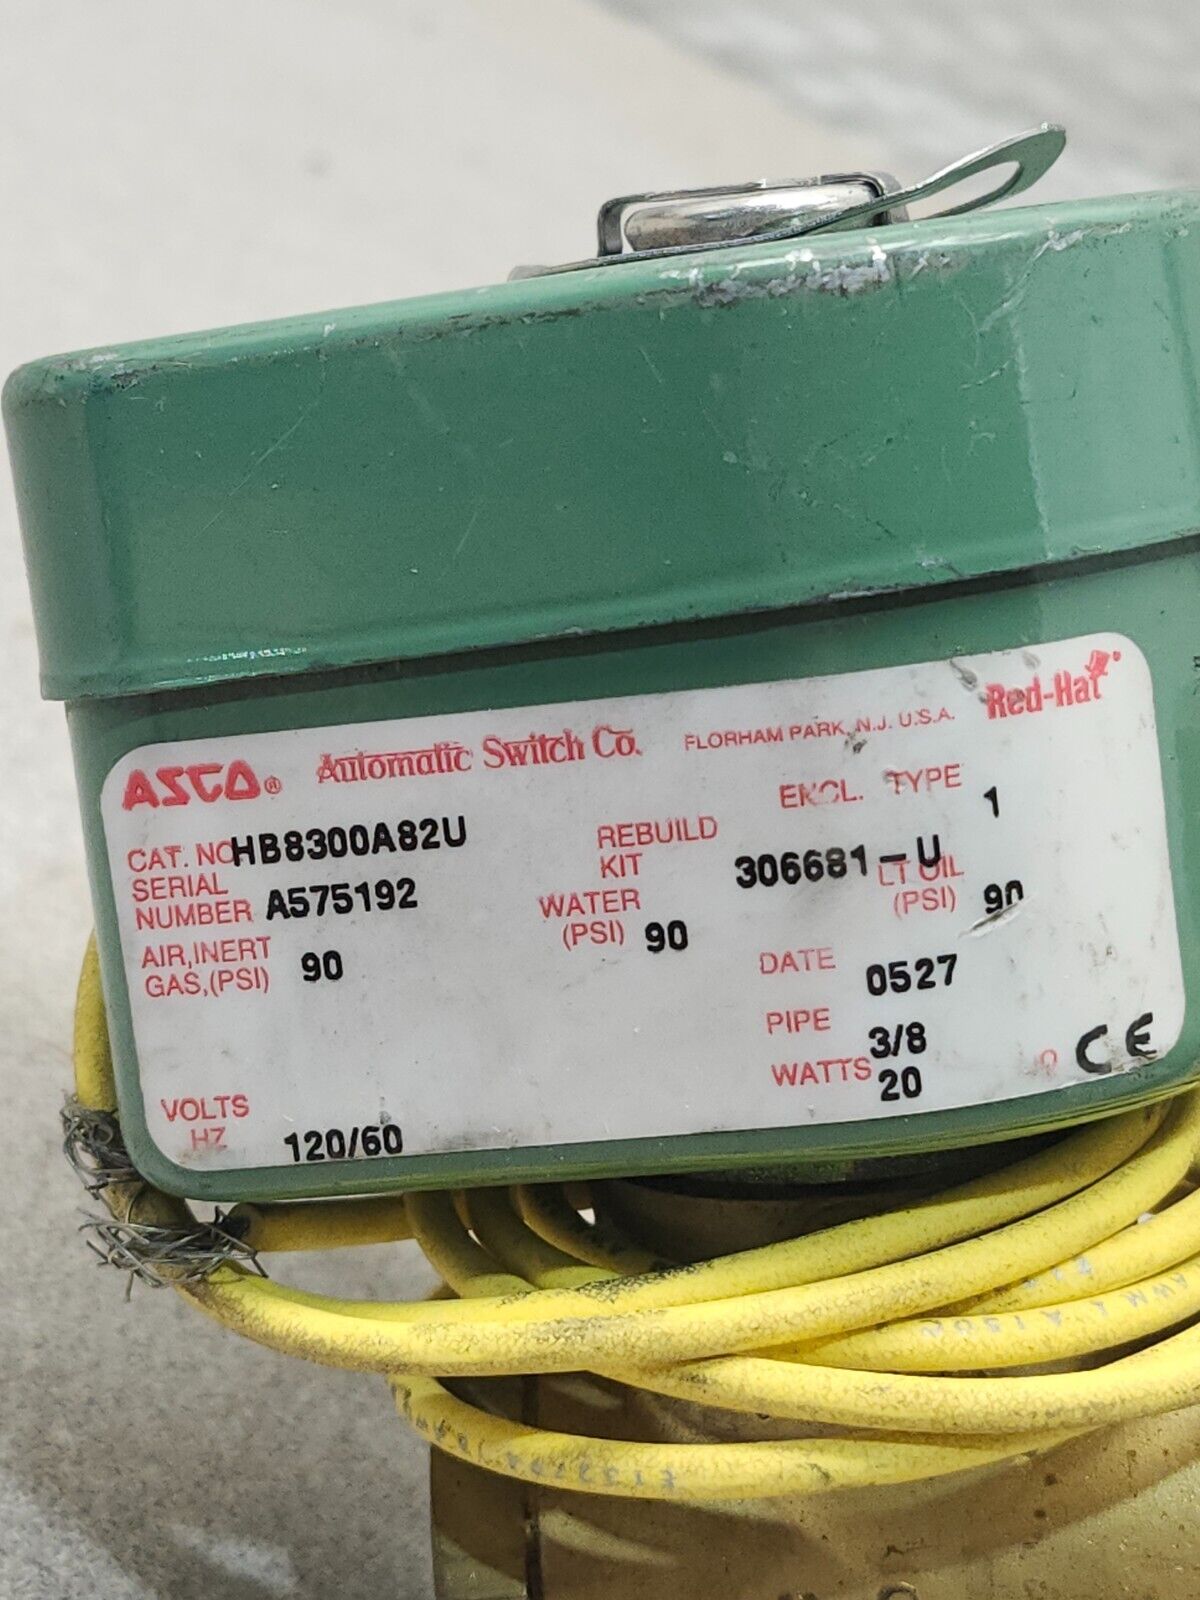 ASCO® Automatic Switch Co. FLORHAM PARK, N.J. U.S.A. Red-Hat
ENCL. TYPE 1
CAT. NO HB8300A82U REBUILD KIT 306681-U
SERIAL NUMBER A575192
AIR, INERT GAS, (PSI) 90 WATER (PSI) 90 LT OIL (PSI) 90
DATE 0527
PIPE 3/8
WATTS 20
CE
VOLTS HZ 120/60
AWM